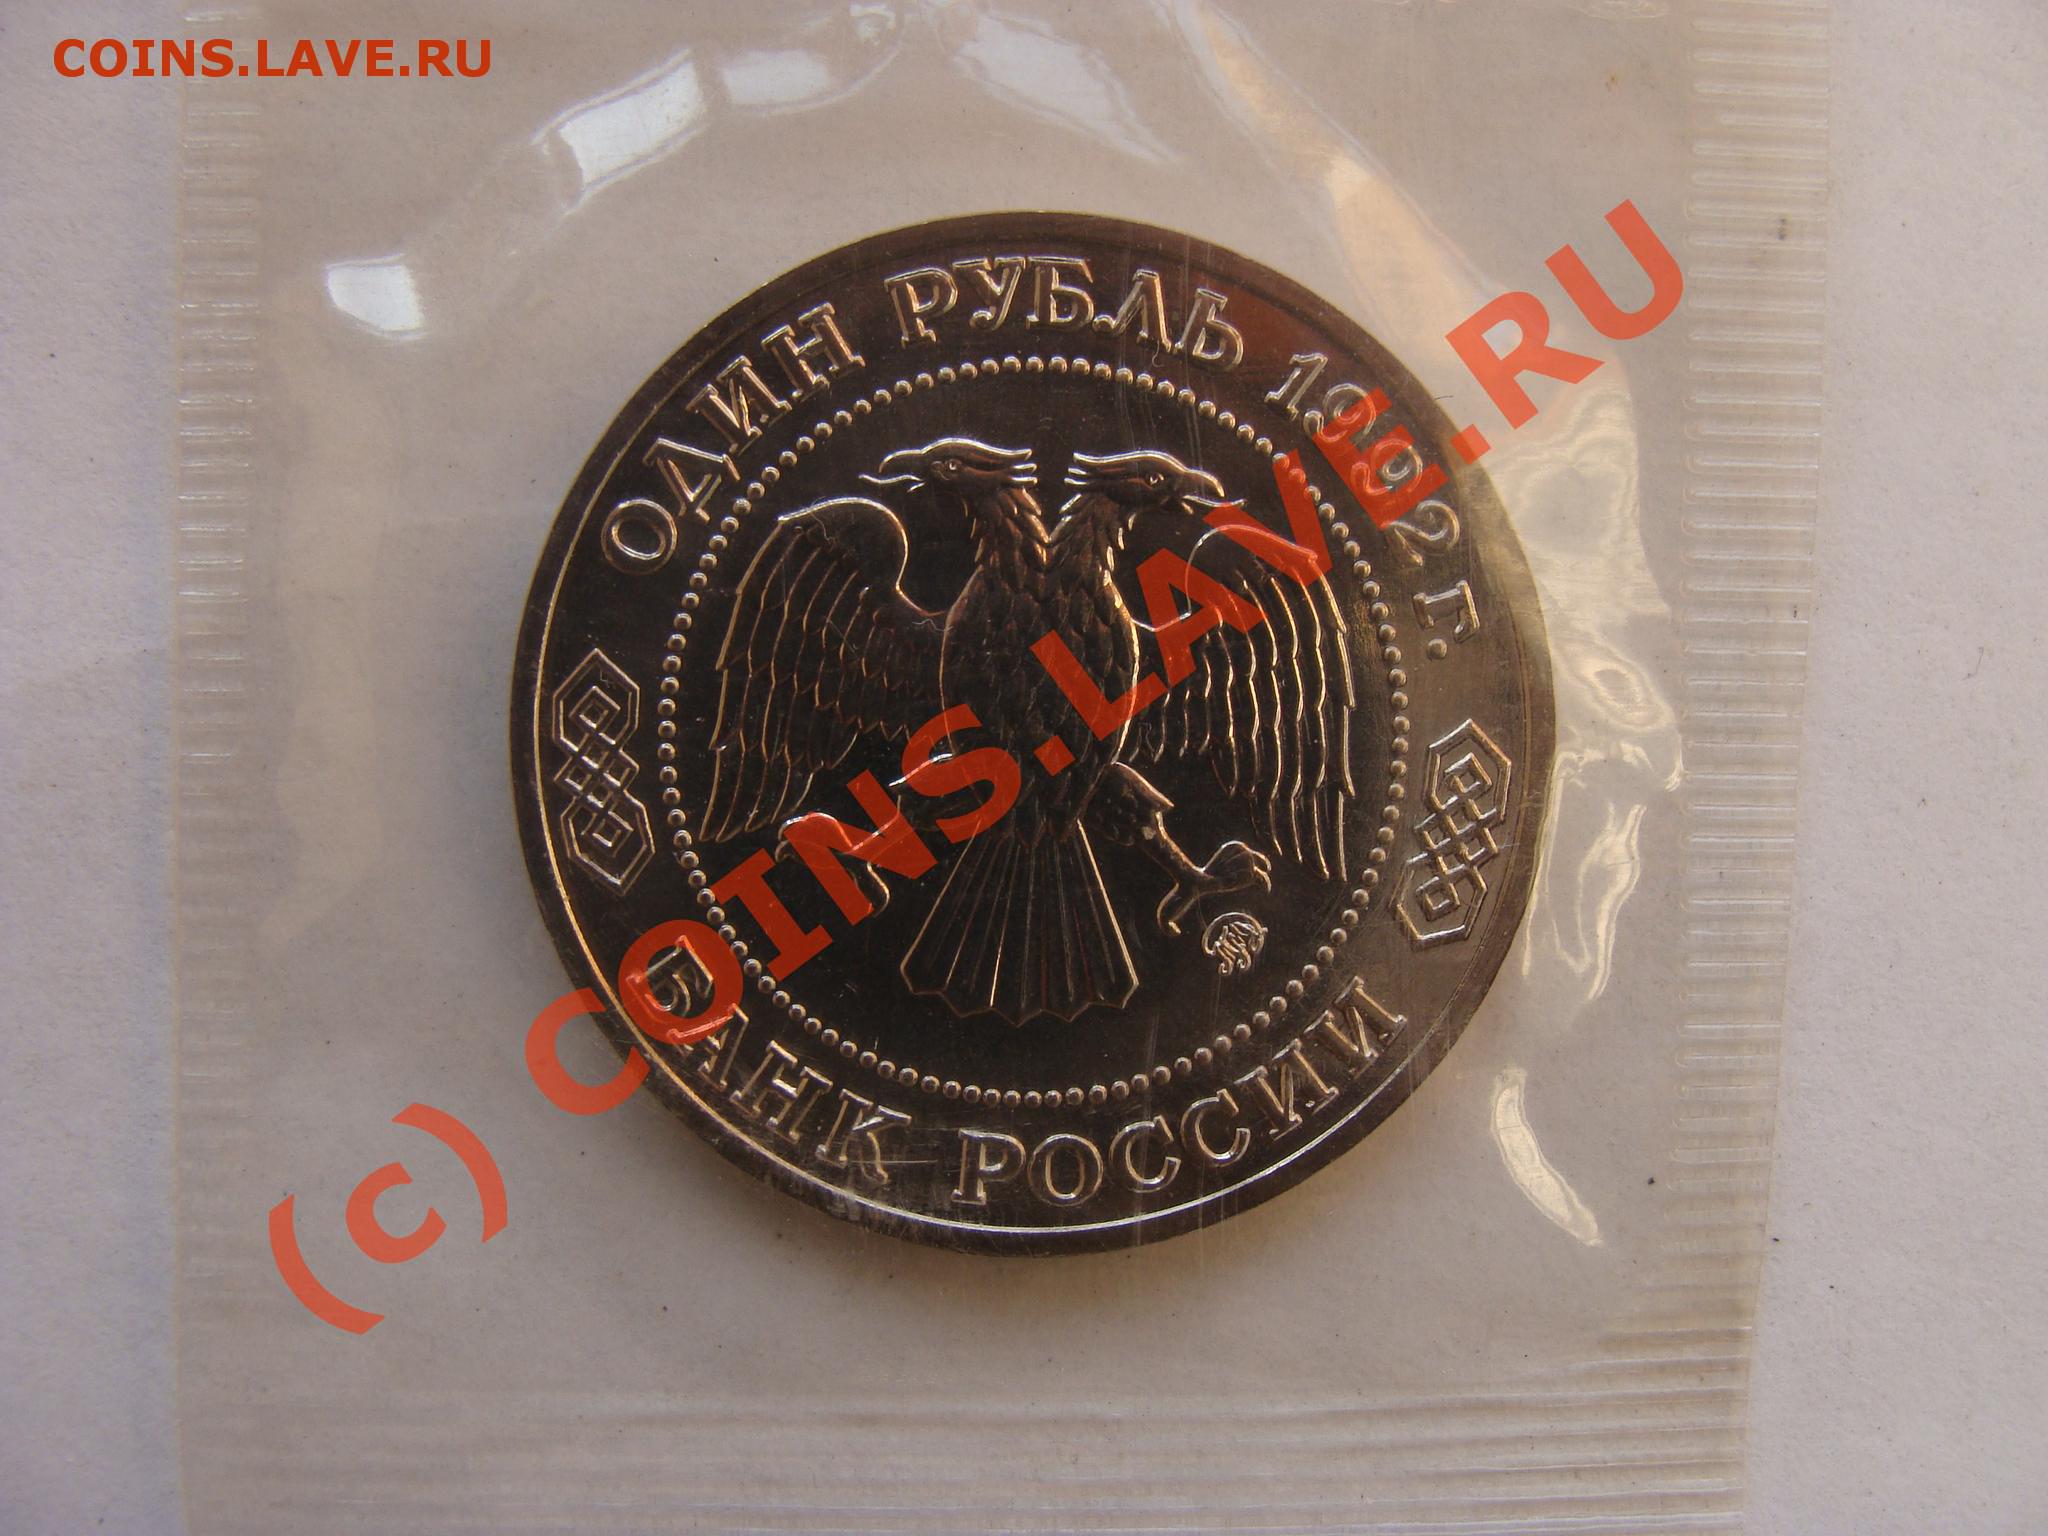 COINS.LAVE.RU
ОДИН РУБЛЬ 1992 г.
БАНК РОССИИ
(c) COINS.LAVE.RU